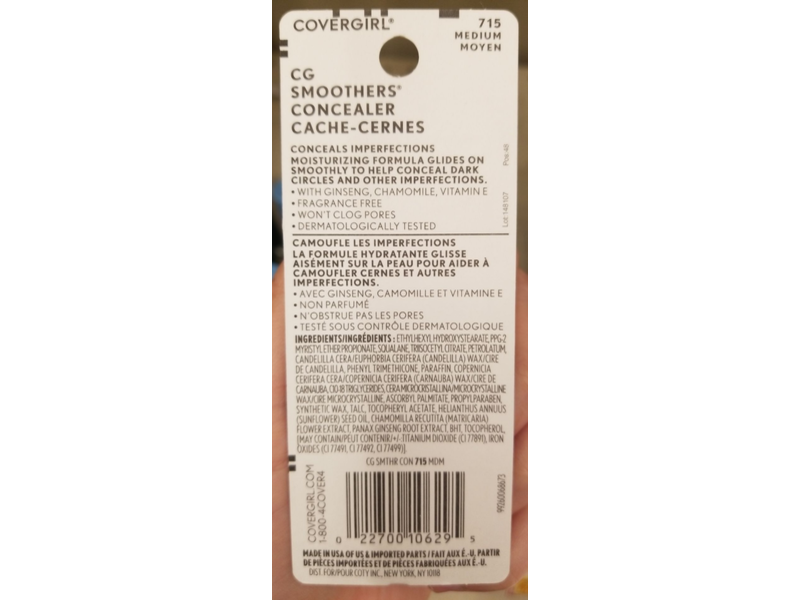 COVERGIRL®
715
MEDIUM
MOYEN
CG
SMOOTHERS®
CONCEALER
CACHE-CERNES
CONCEALS IMPERFECTIONS
MOISTURIZING FORMULA GLIDES ON
SMOOTHLY TO HELP CONCEAL DARK
CIRCLES AND OTHER IMPERFECTIONS.
• WITH GINSENG, CHAMOMILE, VITAMIN E
• FRAGRANCE FREE
• WON'T CLOG PORES
• DERMATOLOGICALLY TESTED
Lot:149107 Pos:48
CAMOUFLE LES IMPERFECTIONS
LA FORMULE HYDRATANTE GLISSE
AISÉMENT SUR LA PEAU POUR AIDER À
CAMOUFLER CERNES ET AUTRES
IMPERFECTIONS.
• AVEC GINSENG, CAMOMILLE ET VITAMINE E
• NON PARFUMÉ
• N'OBSTRUE PAS LES PORES
• TESTÉ SOUS CONTRÔLE DERMATOLOGIQUE
INGREDIENTS/INGRÉDIENTS : ETHYLHEXYL HYDROXYSTEARATE, PPG-2
MYRISTYL ETHER PROPIONATE, SQUALANE, TRIISOCETYL CITRATE, PETROLATUM,
CANDELILLA CERA/EUPHORBIA CERIFERA (CANDELILLA) WAX/CIRE
DE CANDELILLA, PHENYL TRIMETHICONE, PARAFFIN, COPERNICIA
CERIFERA CERA/COPERNICIA CERIFERA (CARNAUBA) WAX/CIRE DE
CARNAUBA, C10-18 TRIGLYCERIDES, CERA MICROCRISTALLINA/MICROCRYSTALLINE
WAX/CIRE MICROCRYSTALLINE, ASCORBYL PALMITATE, PROPYLPARABEN,
SYNTHETIC WAX, TALC, TOCOPHERYL ACETATE, HELIANTHUS ANNUUS
(SUNFLOWER) SEED OIL, CHAMOMILLA RECUTITA (MATRICARIA)
FLOWER EXTRACT, PANAX GINSENG ROOT EXTRACT, BHT, TOCOPHEROL,
[MAY CONTAIN/PEUT CONTENIR/+/-:TITANIUM DIOXIDE (CI 77891), IRON
OXIDES (CI 77491, CI 77492, CI 77499)].
CG SMTHR CON 715 MDM
COVERGIRL.COM
1-800-4COVER4
0 22700 10629 5
99260068673
MADE IN USA OF US & IMPORTED PARTS / FAIT AUX É.-U. PARTIR
DE PIÈCES IMPORTÉES ET DE PIÈCES FABRIQUÉES AUX É.-U.
DIST. FOR/POUR COTY INC., NEW YORK, NY 10118